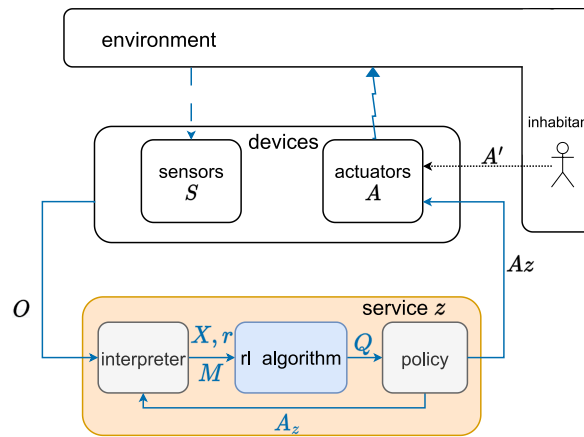 environment
inhabitan
devices
sensors
S
actuators
A
A′
O
Az
service z
X, r
M
interpreter
rl algorithm
Q
policy
A_z